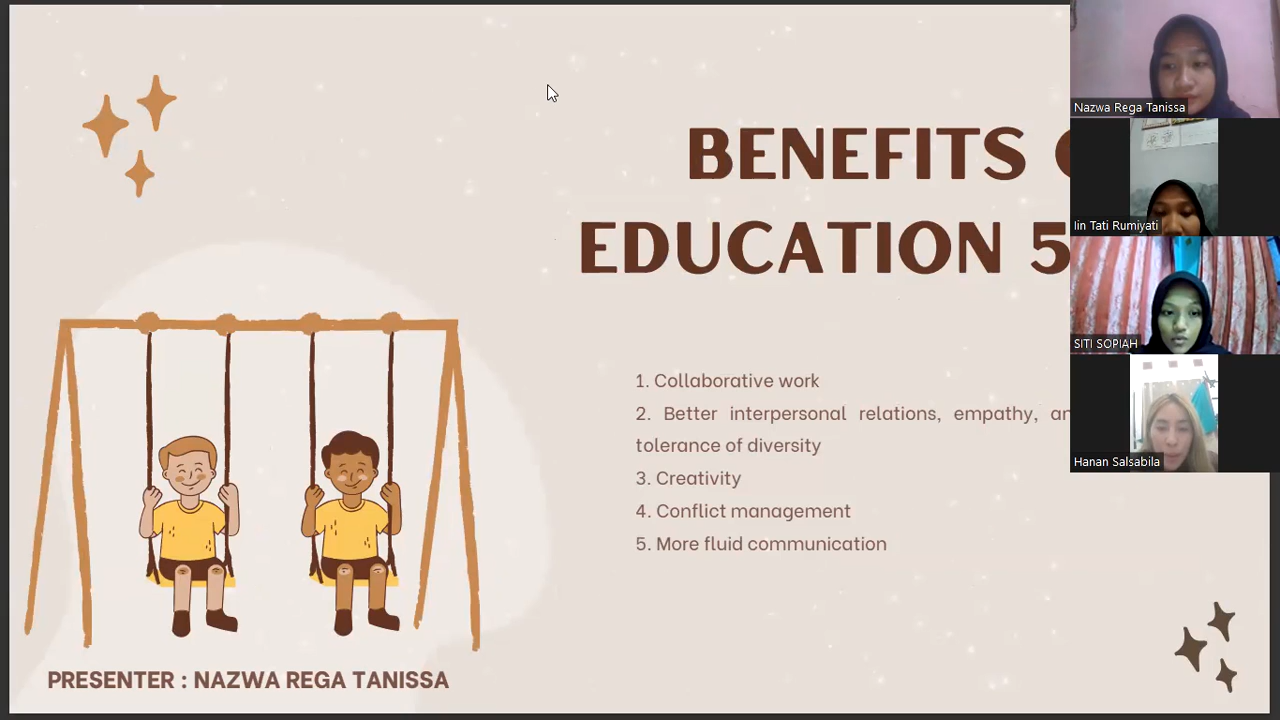 BENEFITS
EDUCATION 5
1. Collaborative work
2. Better interpersonal relations, empathy,
tolerance of diversity
3. Creativity
4. Conflict management
5. More fluid communication
PRESENTER : NAZWA REGA TANISSA
Nazwa Rega Tanissa
Iin Tati Rumiyati
SITI SOPIAH
Hanan Salsabila